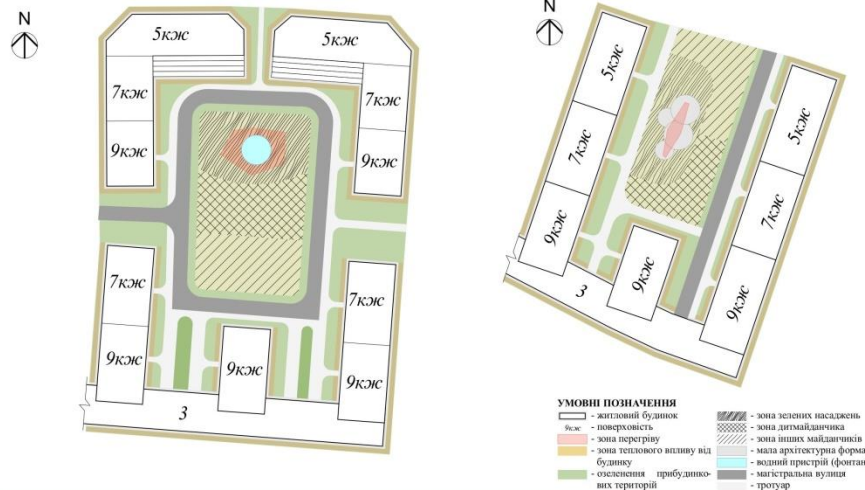 N
5кж
5кж
7кж
7кж
9кж
9кж
7кж
7кж
9кж
9кж
9кж
3
N
5кж
5кж
7кж
7кж
9кж
9кж
9кж
3
УМОВНІ ПОЗНАЧЕННЯ
- житловий будинок
9кж - поверховість
- зона перегріву
- зона теплового впливу від
будинку
- озеленення прибудинко-
вих територій
- зона зелених насаджень
- зона дитмайданчика
- зона інших майданчиків
- мала архітектурна форма
- водний пристрій (фонтан
- магістральна вулиця
- тротуар